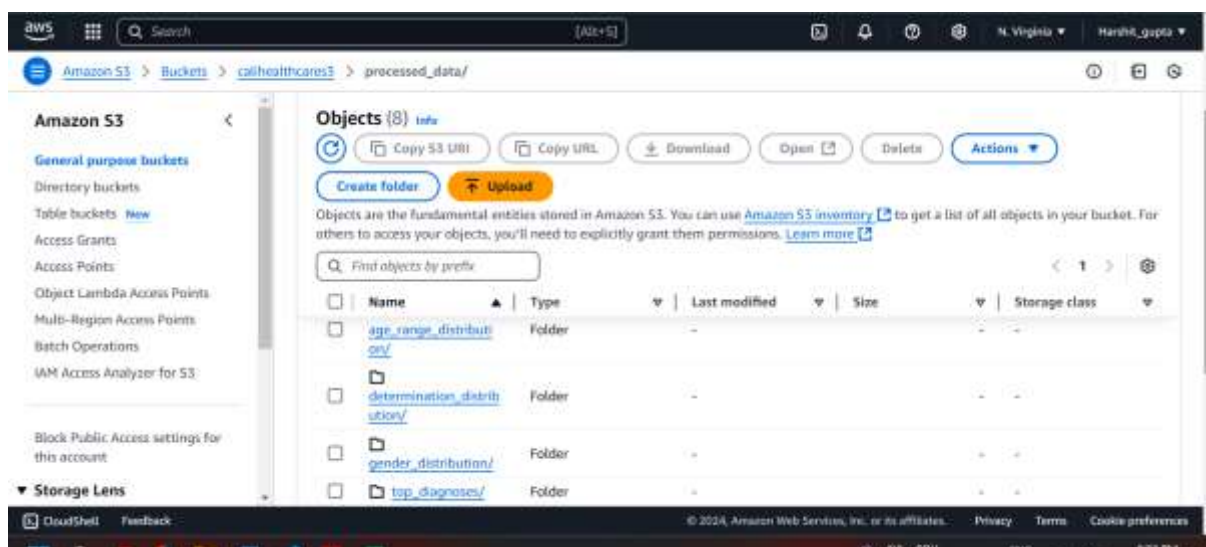 aws
Search
[Alt+S]
N. Virginia ▼
Harshit_gupta ▼
Amazon S3 > Buckets > calihealthcares3 > processed_data/
Amazon S3
General purpose buckets
Directory buckets
Table buckets New
Access Grants
Access Points
Object Lambda Access Points
Multi-Region Access Points
Batch Operations
IAM Access Analyzer for S3
Block Public Access settings for
this account
▼ Storage Lens
Objects (8) Info
Copy S3 URI
Copy URL
Download
Open
Delete
Actions ▼
Create folder
Upload
Objects are the fundamental entities stored in Amazon S3. You can use Amazon S3 inventory to get a list of all objects in your bucket. For
others to access your objects, you'll need to explicitly grant them permissions. Learn more
Find objects by prefix
< 1 >
Name | Type | Last modified | Size | Storage class
age_range_distributi Folder - - -
on/
determination_distrib Folder - - -
ution/
gender_distribution/ Folder - - -
top_diagnoses/ Folder - - -
CloudShell Feedback
© 2024, Amazon Web Services, Inc. or its affiliates. Privacy Terms Cookie preferences